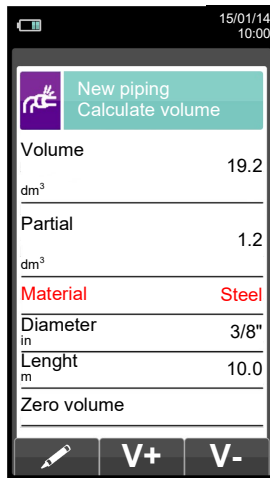 15/01/14
10:00
New piping
Calculate volume
Volume
19.2
dm³
Partial
1.2
dm³
Material Steel
Diameter
in
3/8"
Lenght
m
10.0
Zero volume
V+ V-